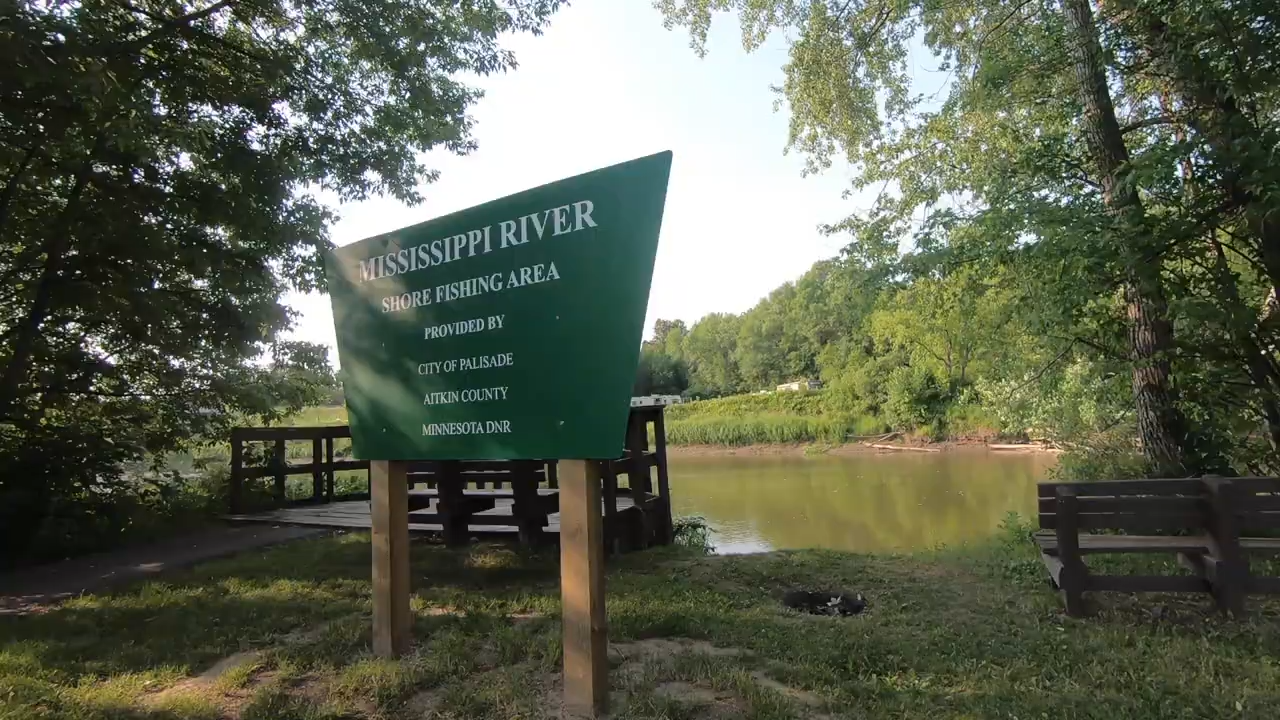 MISSISSIPPI RIVER
SHORE FISHING AREA
PROVIDED BY
CITY OF PALISADE
AITKIN COUNTY
MINNESOTA DNR